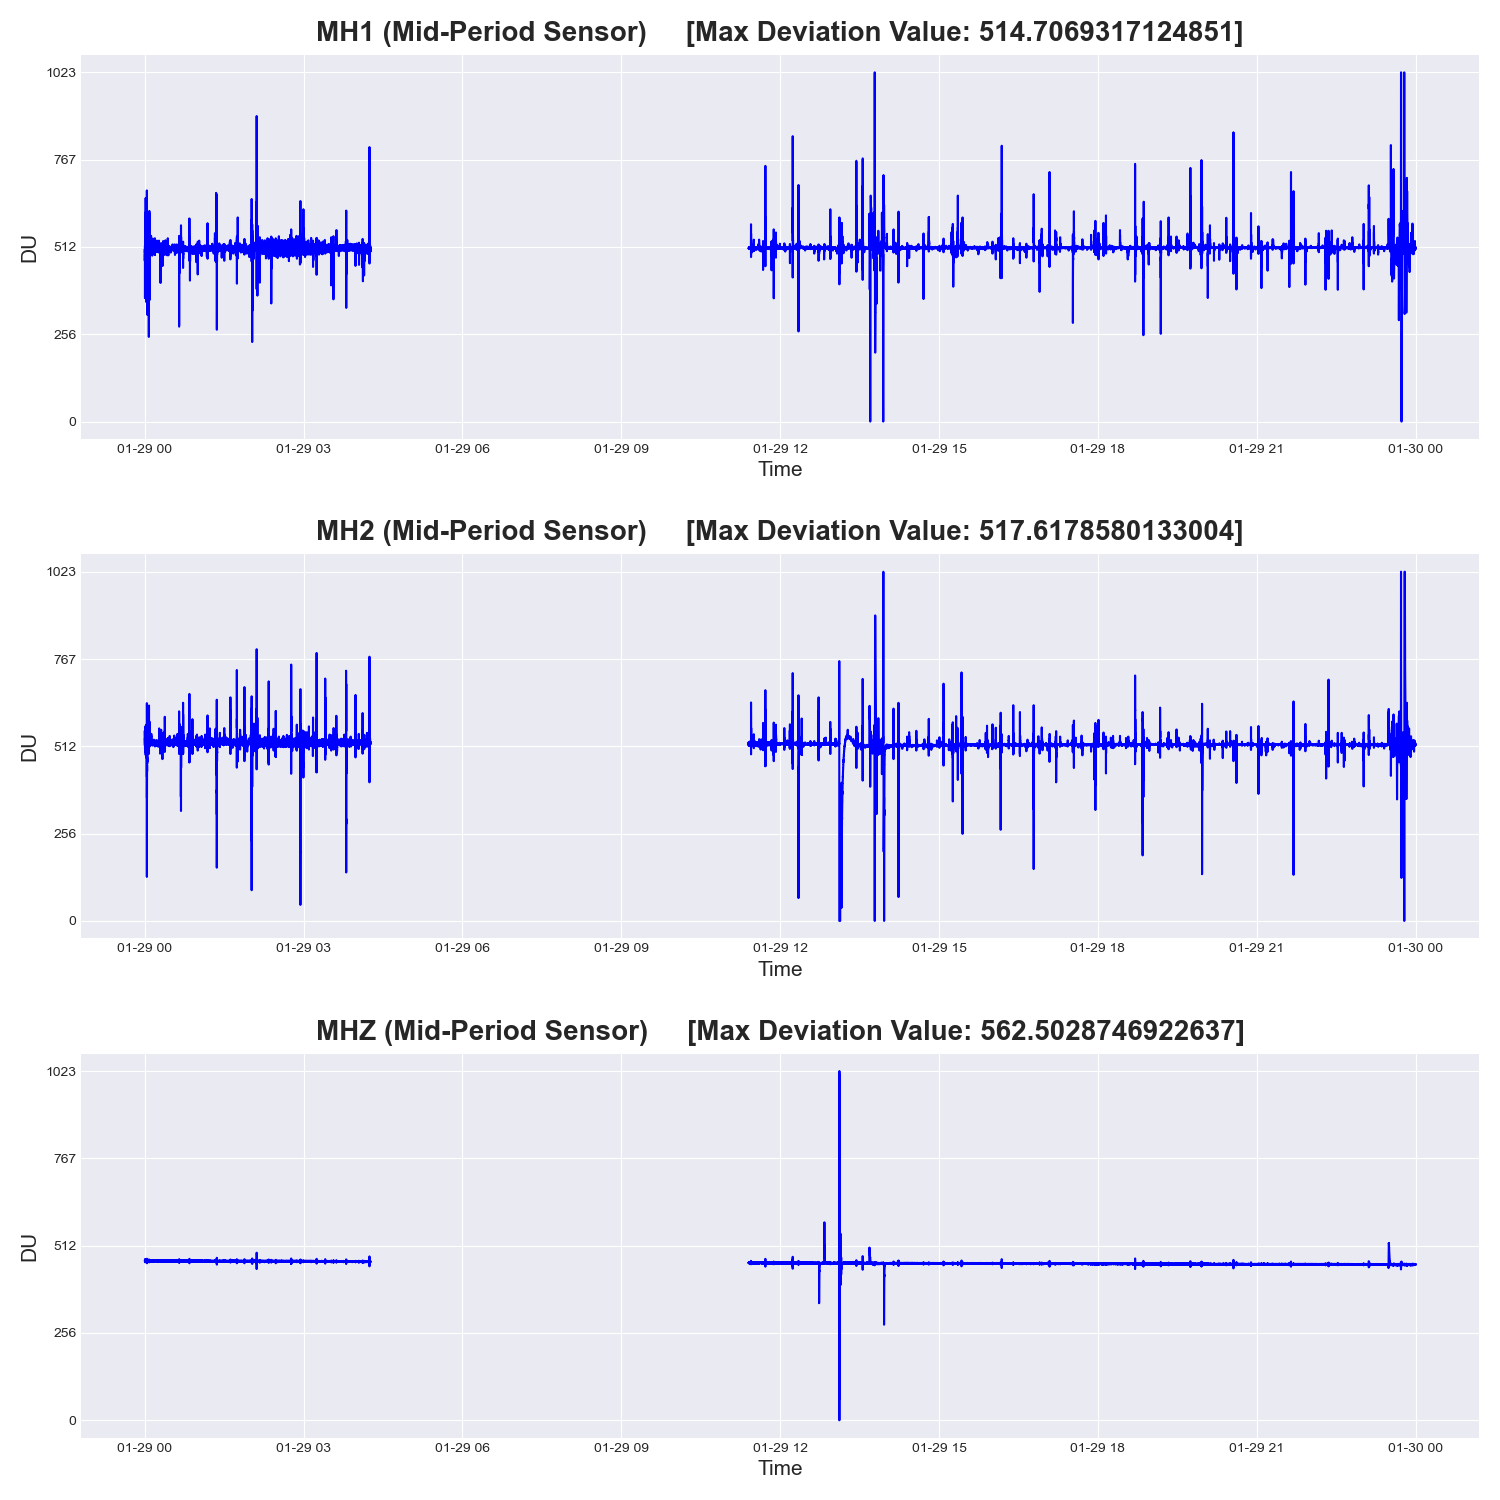 MH1 (Mid-Period Sensor) [Max Deviation Value: 514.7069317124851]
1023
767
512
256
0
DU
01-29 00 01-29 03 01-29 06 01-29 09 01-29 12 01-29 15 01-29 18 01-29 21 01-30 00
Time
MH2 (Mid-Period Sensor) [Max Deviation Value: 517.6178580133004]
1023
767
512
256
0
DU
01-29 00 01-29 03 01-29 06 01-29 09 01-29 12 01-29 15 01-29 18 01-29 21 01-30 00
Time
MHZ (Mid-Period Sensor) [Max Deviation Value: 562.5028746922637]
1023
767
512
256
0
DU
01-29 00 01-29 03 01-29 06 01-29 09 01-29 12 01-29 15 01-29 18 01-29 21 01-30 00
Time